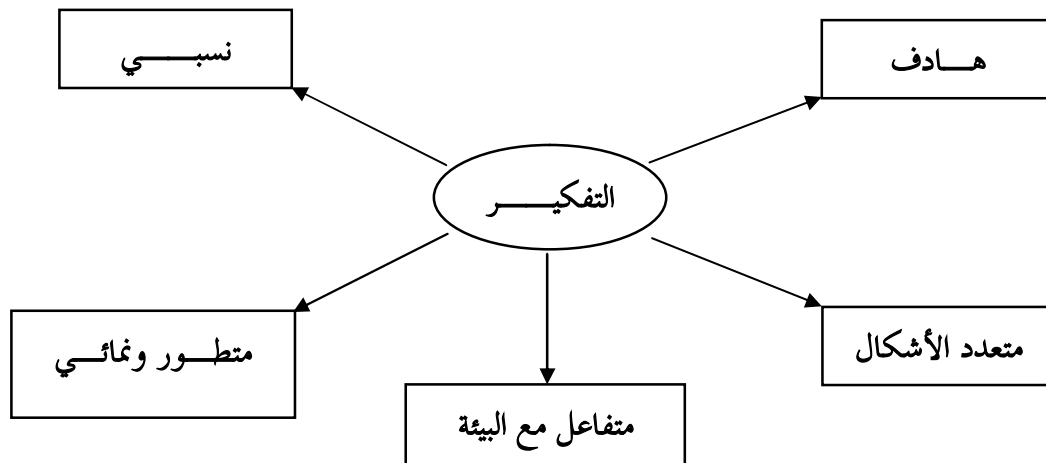 هادف
نسبي
التفكير
متعدد الأشكال
متطور ونمائي
متفاعل مع البيئة